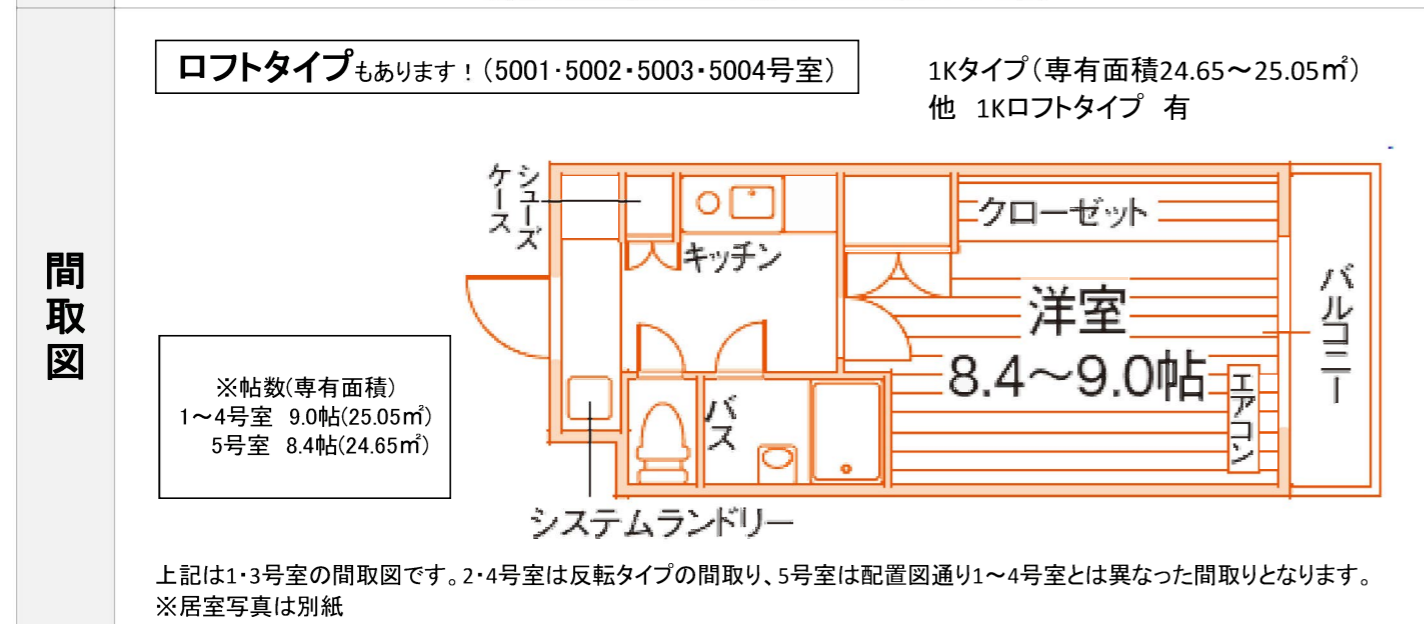 ロフトタイプもあります！（5001･5002・5003・5004号室）
1Kタイプ（専有面積24.65～25.05㎡）
他　1Kロフトタイプ　有
間取図
シューズ
ケース
キッチン
クローゼット
洋室
8.4～9.0帖
バルコニー
エアコン
バス
システムランドリー
※帖数(専有面積)
1～4号室　9.0帖(25.05㎡)
5号室　8.4帖(24.65㎡)
上記は1・3号室の間取図です。2・4号室は反転タイプの間取り、5号室は配置図通り1～4号室とは異なった間取りとなります。
※居室写真は別紙